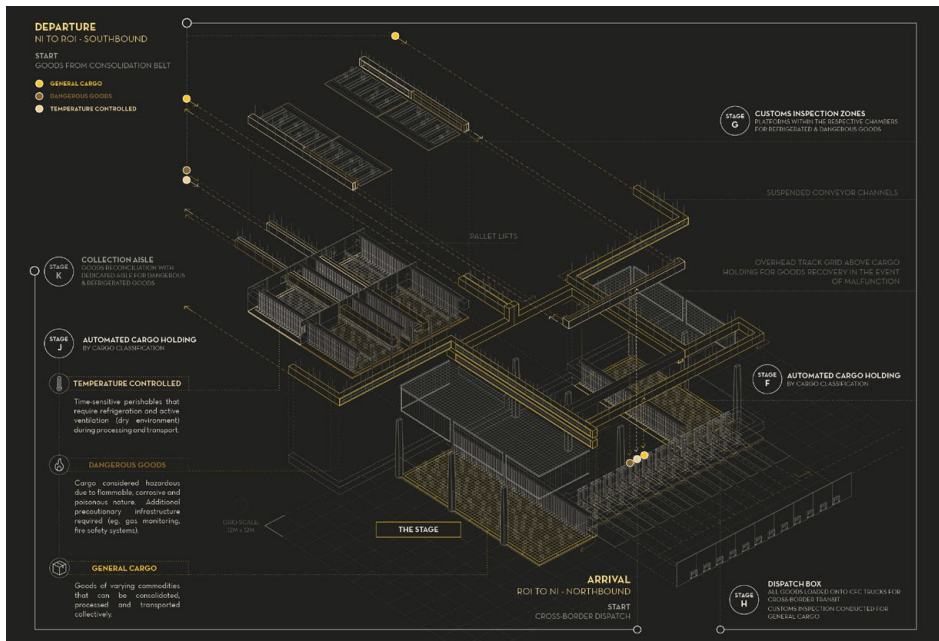 DEPARTURE
NI TO ROI - SOUTHBOUND
START
GOODS FROM CONSOLIDATION BELT
GENERAL CARGO
DANGEROUS GOODS
TEMPERATURE CONTROLLED
STAGE
G
CUSTOMS INSPECTION ZONES
PLATFORMS WITHIN THE RESPECTIVE CHAMBERS
FOR REFRIGERATED & DANGEROUS GOODS
SUSPENDED CONVEYOR CHANNELS
PALLET LIFTS
OVERHEAD TRACK GRID ABOVE CARGO
HOLDING FOR GOODS RECOVERY IN THE EVENT
OF MALFUNCTION
STAGE
K
COLLECTION AISLE
GOODS RECONCILIATION WITH
DEDICATED AISLE FOR DANGEROUS
& REFRIGERATED GOODS
STAGE
J
AUTOMATED CARGO HOLDING
BY CARGO CLASSIFICATION
STAGE
F
AUTOMATED CARGO HOLDING
BY CARGO CLASSIFICATION
TEMPERATURE CONTROLLED
Time-sensitive perishables that
require refrigeration and active
ventilation (dry environment)
during processing and transport.
DANGEROUS GOODS
Cargo considered hazardous
due to flammable, corrosive and
poisonous nature. Additional
precautionary infrastructure
required (eg. gas monitoring,
fire safety systems).
GRID SCALE
12M x 12M
THE STAGE
GENERAL CARGO
Goods of varying commodities
that can be consolidated,
processed and transported
collectively.
ARRIVAL
ROI TO NI - NORTHBOUND
START
CROSS-BORDER DISPATCH
STAGE
H
DISPATCH BOX
ALL GOODS LOADED ONTO CFC TRUCKS FOR
CROSS-BORDER TRANSIT
CUSTOMS INSPECTION CONDUCTED FOR
GENERAL CARGO